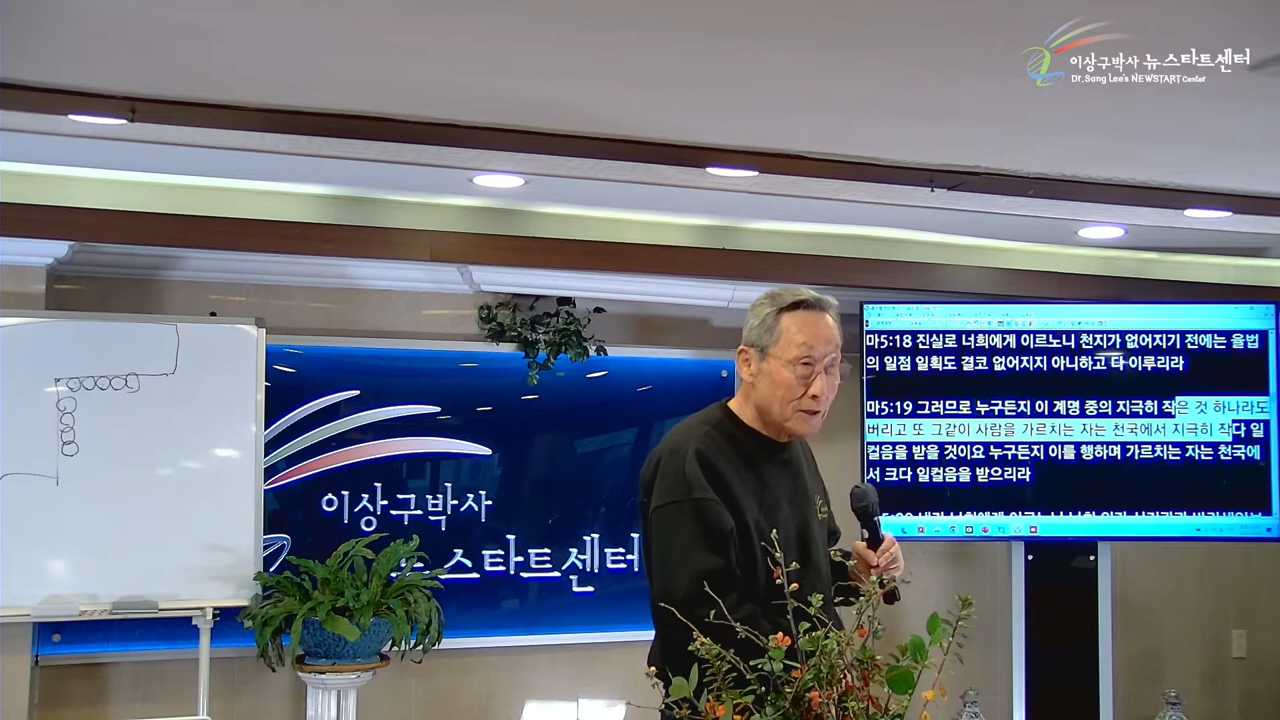 이상구박사 뉴스타트센터
Dr. Sang Lee's NEWSTART Center
마5:18 진실로 너희에게 이르노니 천지가 없어지기 전에는 율법
의 일점 일획도 결코 없어지지 아니하고 다 이루리라
마5:19 그러므로 누구든지 이 계명 중의 지극히 작은 것 하나라도
버리고 또 그같이 사람을 가르치는 자는 천국에서 지극히 작다 일
컬음을 받을 것이요 누구든지 이를 행하며 가르치는 자는 천국에
서 크다 일컬음을 받으리라
이상구박사
뉴스타트센터